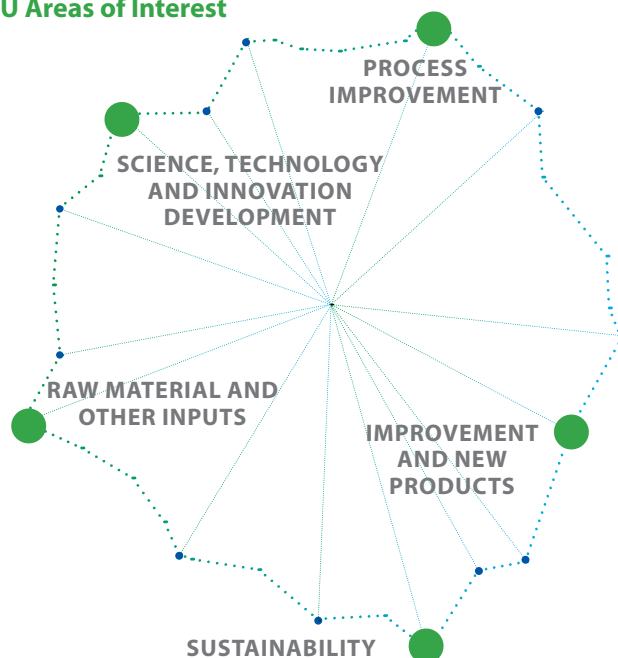 U Areas of Interest
PROCESS
IMPROVEMENT
SCIENCE, TECHNOLOGY
AND INNOVATION
DEVELOPMENT
RAW MATERIAL AND
OTHER INPUTS
IMPROVEMENT
AND NEW
PRODUCTS
SUSTAINABILITY